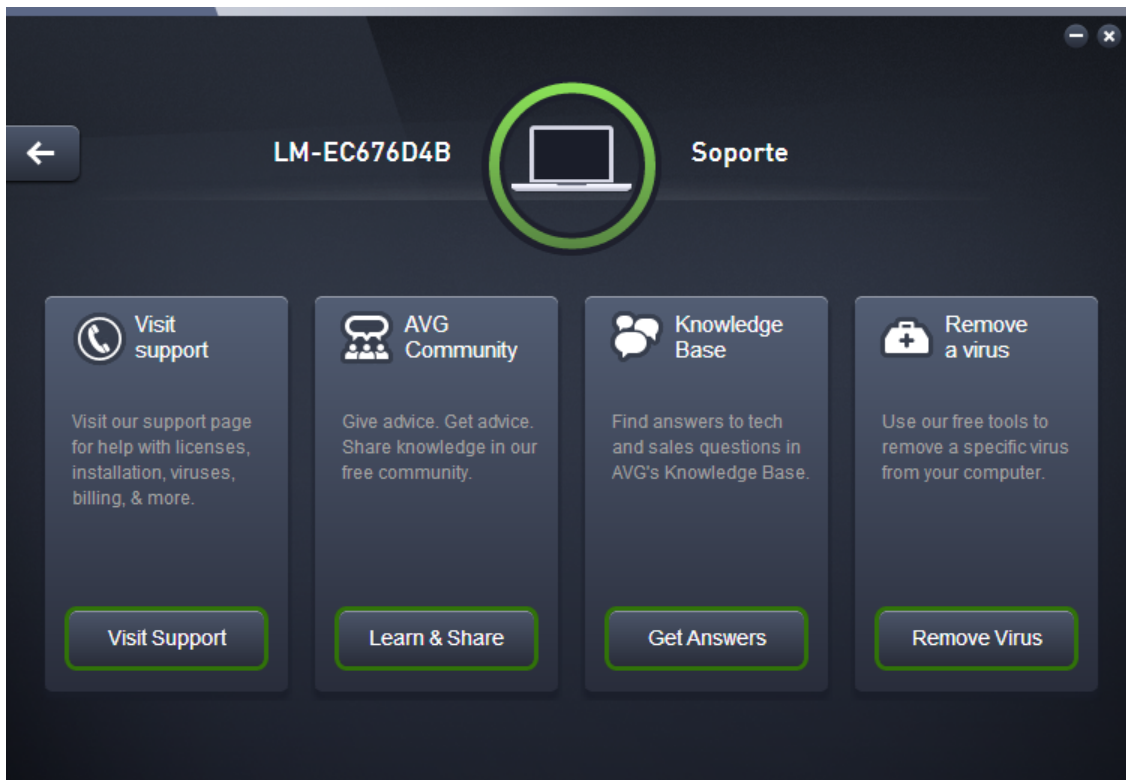 LM-EC676D4B
Soporte
Visit
support
Visit our support page
for help with licenses,
installation, viruses,
billing, & more.
Visit Support
AVG
Community
Give advice. Get advice.
Share knowledge in our
free community.
Learn & Share
Knowledge
Base
Find answers to tech
and sales questions in
AVG's Knowledge Base.
Get Answers
Remove
a virus
Use our free tools to
remove a specific virus
from your computer.
Remove Virus